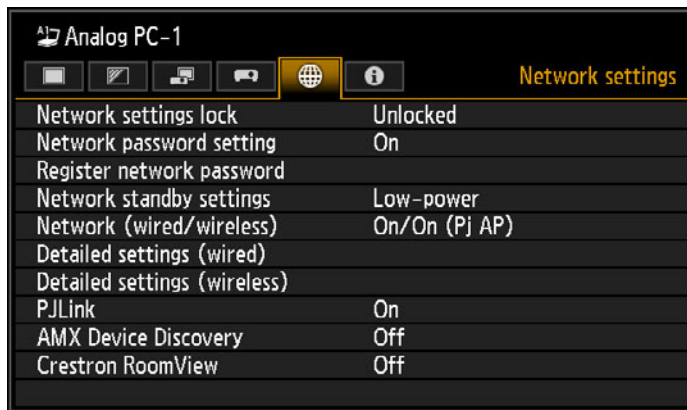 Analog PC-1
Network settings
Network settings lock Unlocked
Network password setting On
Register network password
Network standby settings Low-power
Network (wired/wireless) On/On (Pj AP)
Detailed settings (wired)
Detailed settings (wireless)
PJLink On
AMX Device Discovery Off
Crestron RoomView Off